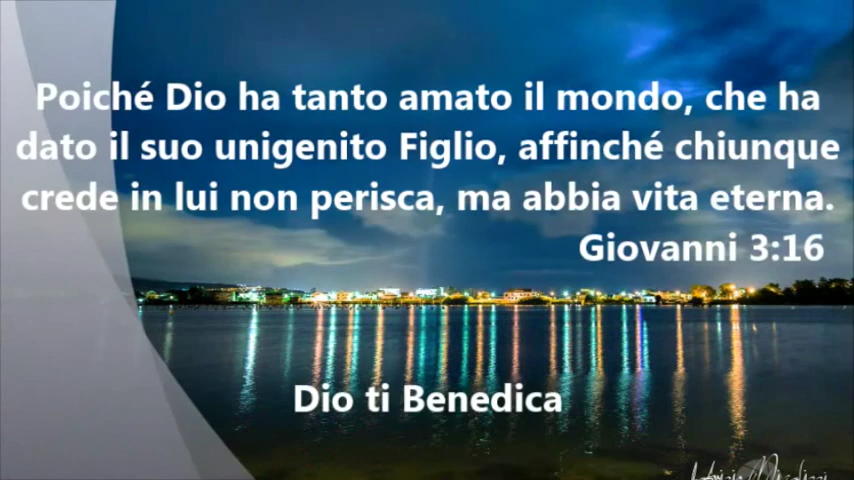 Poiché Dio ha tanto amato il mondo, che ha
dato il suo unigenito Figlio, affinché chiunque
crede in lui non perisca, ma abbia vita eterna.
Giovanni 3:16
Dio ti Benedica